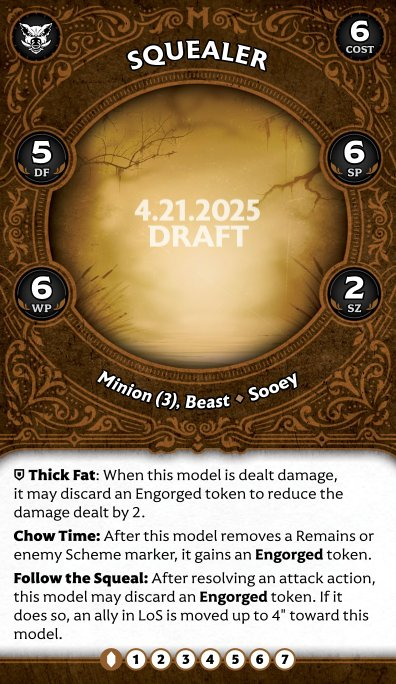 SQUEALER
6
COST
5
DF
6
SP
4.21.2025
DRAFT
6
WP
2
SZ
Minion (3), Beast ♦ Sooey
Thick Fat: When this model is dealt damage,
it may discard an Engorged token to reduce the
damage dealt by 2.
Chow Time: After this model removes a Remains or
enemy Scheme marker, it gains an Engorged token.
Follow the Squeal: After resolving an attack action,
this model may discard an Engorged token. If it
does so, an ally in LoS is moved up to 4" toward this
model.
1 2 3 4 5 6 7